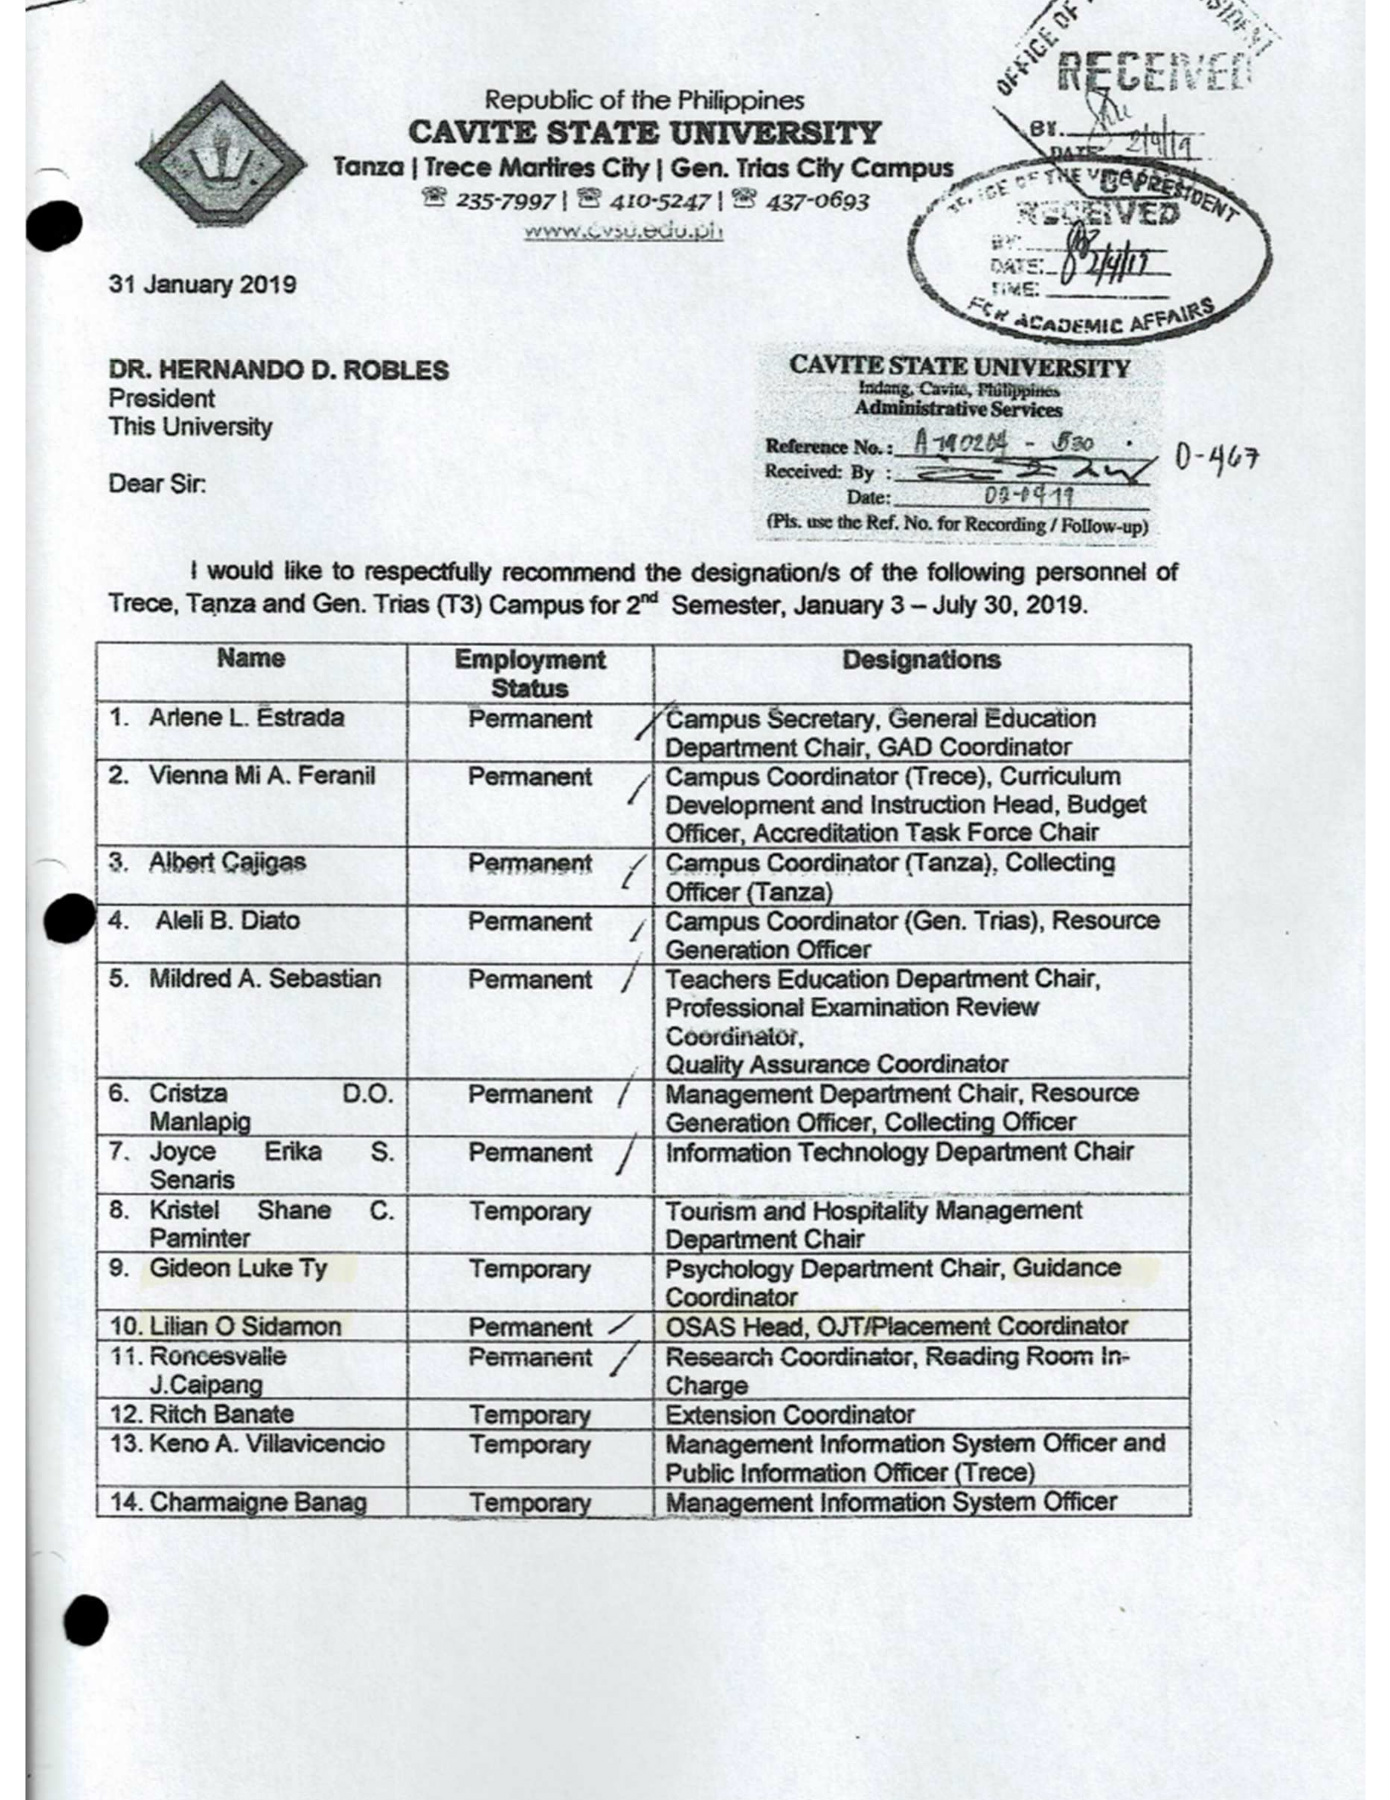 OFFICE OF
RECEIVED
BY.
DATE: 2/4/19
Republic of the Philippines
CAVITE STATE UNIVERSITY
Tanza | Trece Martires City | Gen. Trias City Campus
☏ 235-7997 | ☏ 410-5247 | ☏ 437-0693
www.cvsu.edu.ph
OFFICE OF THE VICE PRESIDENT
RECEIVED
BY:
DATE: 2/4/19
TIME:
FOR ACADEMIC AFFAIRS
31 January 2019
DR. HERNANDO D. ROBLES
President
This University
CAVITE STATE UNIVERSITY
Indang, Cavite, Philippines
Administrative Services
Reference No.: A-190204 - 530
D-467
Received: By :
Date: 02-04-19
(Pls. use the Ref. No. for Recording / Follow-up)
Dear Sir:
I would like to respectfully recommend the designation/s of the following personnel of
Trece, Tanza and Gen. Trias (T3) Campus for 2nd Semester, January 3 – July 30, 2019.
Name Employment Status Designations
1. Arlene L. Estrada Permanent Campus Secretary, General Education
Department Chair, GAD Coordinator
2. Vienna Mi A. Feranil Permanent Campus Coordinator (Trece), Curriculum
Development and Instruction Head, Budget
Officer, Accreditation Task Force Chair
3. Albert Cajigas Permanent Campus Coordinator (Tanza), Collecting
Officer (Tanza)
4. Aleli B. Diato Permanent Campus Coordinator (Gen. Trias), Resource
Generation Officer
5. Mildred A. Sebastian Permanent Teachers Education Department Chair,
Professional Examination Review
Coordinator,
Quality Assurance Coordinator
6. Cristza D.O. Permanent Management Department Chair, Resource
Manlapig Generation Officer, Collecting Officer
7. Joyce Erika S. Permanent Information Technology Department Chair
Senaris
8. Kristel Shane C. Temporary Tourism and Hospitality Management
Paminter Department Chair
9. Gideon Luke Ty Temporary Psychology Department Chair, Guidance
Coordinator
10. Lilian O Sidamon Permanent OSAS Head, OJT/Placement Coordinator
11. Roncesvalle Permanent Research Coordinator, Reading Room In-
J.Caipang Charge
12. Ritch Banate Temporary Extension Coordinator
13. Keno A. Villavicencio Temporary Management Information System Officer and
Public Information Officer (Trece)
14. Charmaigne Banag Temporary Management Information System Officer